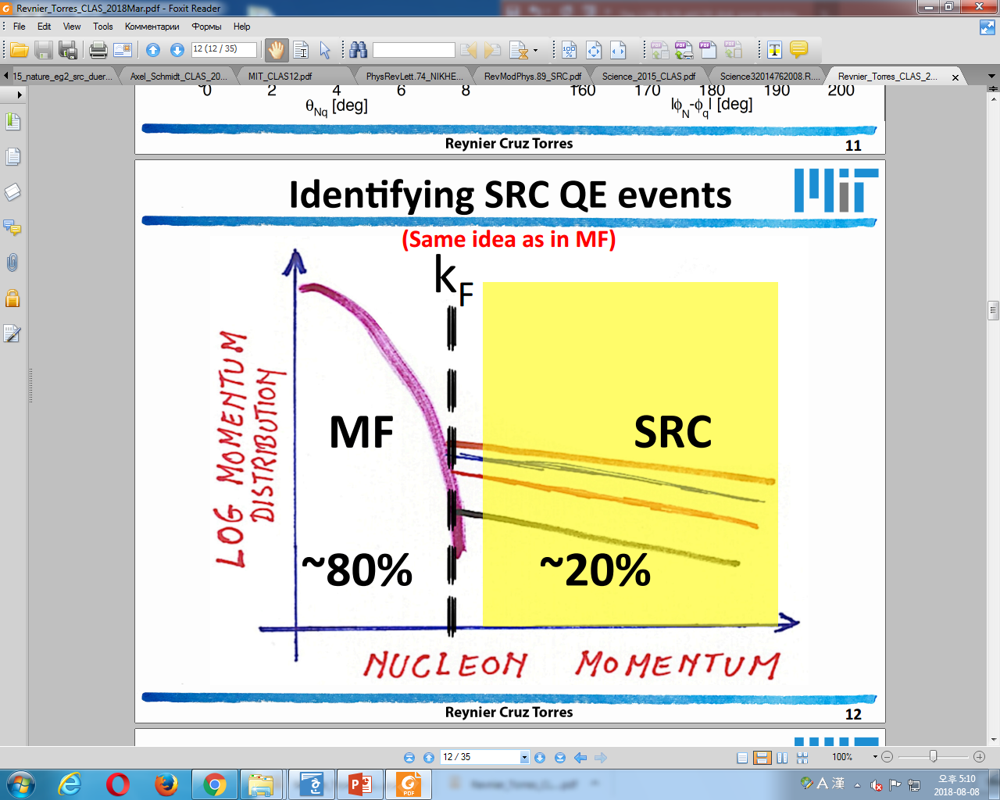 Revnier_Torres_CLAS_2018Mar.pdf - Foxit Reader
File Edit View Tools Комментарии Формы Help
12 (12 / 35)
15_nature_eg2_src_duer... Axel_Schmidt_CLAS_20... MIT_CLAS12.pdf PhysRevLett.74_NIKHE... RevModPhys.89_SRC.pdf Science_2015_CLAS.pdf Science32014762008.R.... Revnier_Torres_CLAS_2...
0 2 4 6 8 160 170 180 190 200
θNq [deg] |ϕN-ϕq| [deg]
Reynier Cruz Torres 11
Identifying SRC QE events
MIT
(Same idea as in MF)
kF
LOG MOMENTUM
DISTRIBUTION
MF SRC
~80% ~20%
NUCLEON MOMENTUM
Reynier Cruz Torres 12
12 / 35
100%
PDF
A 漢
오후 5:10
2018-08-08